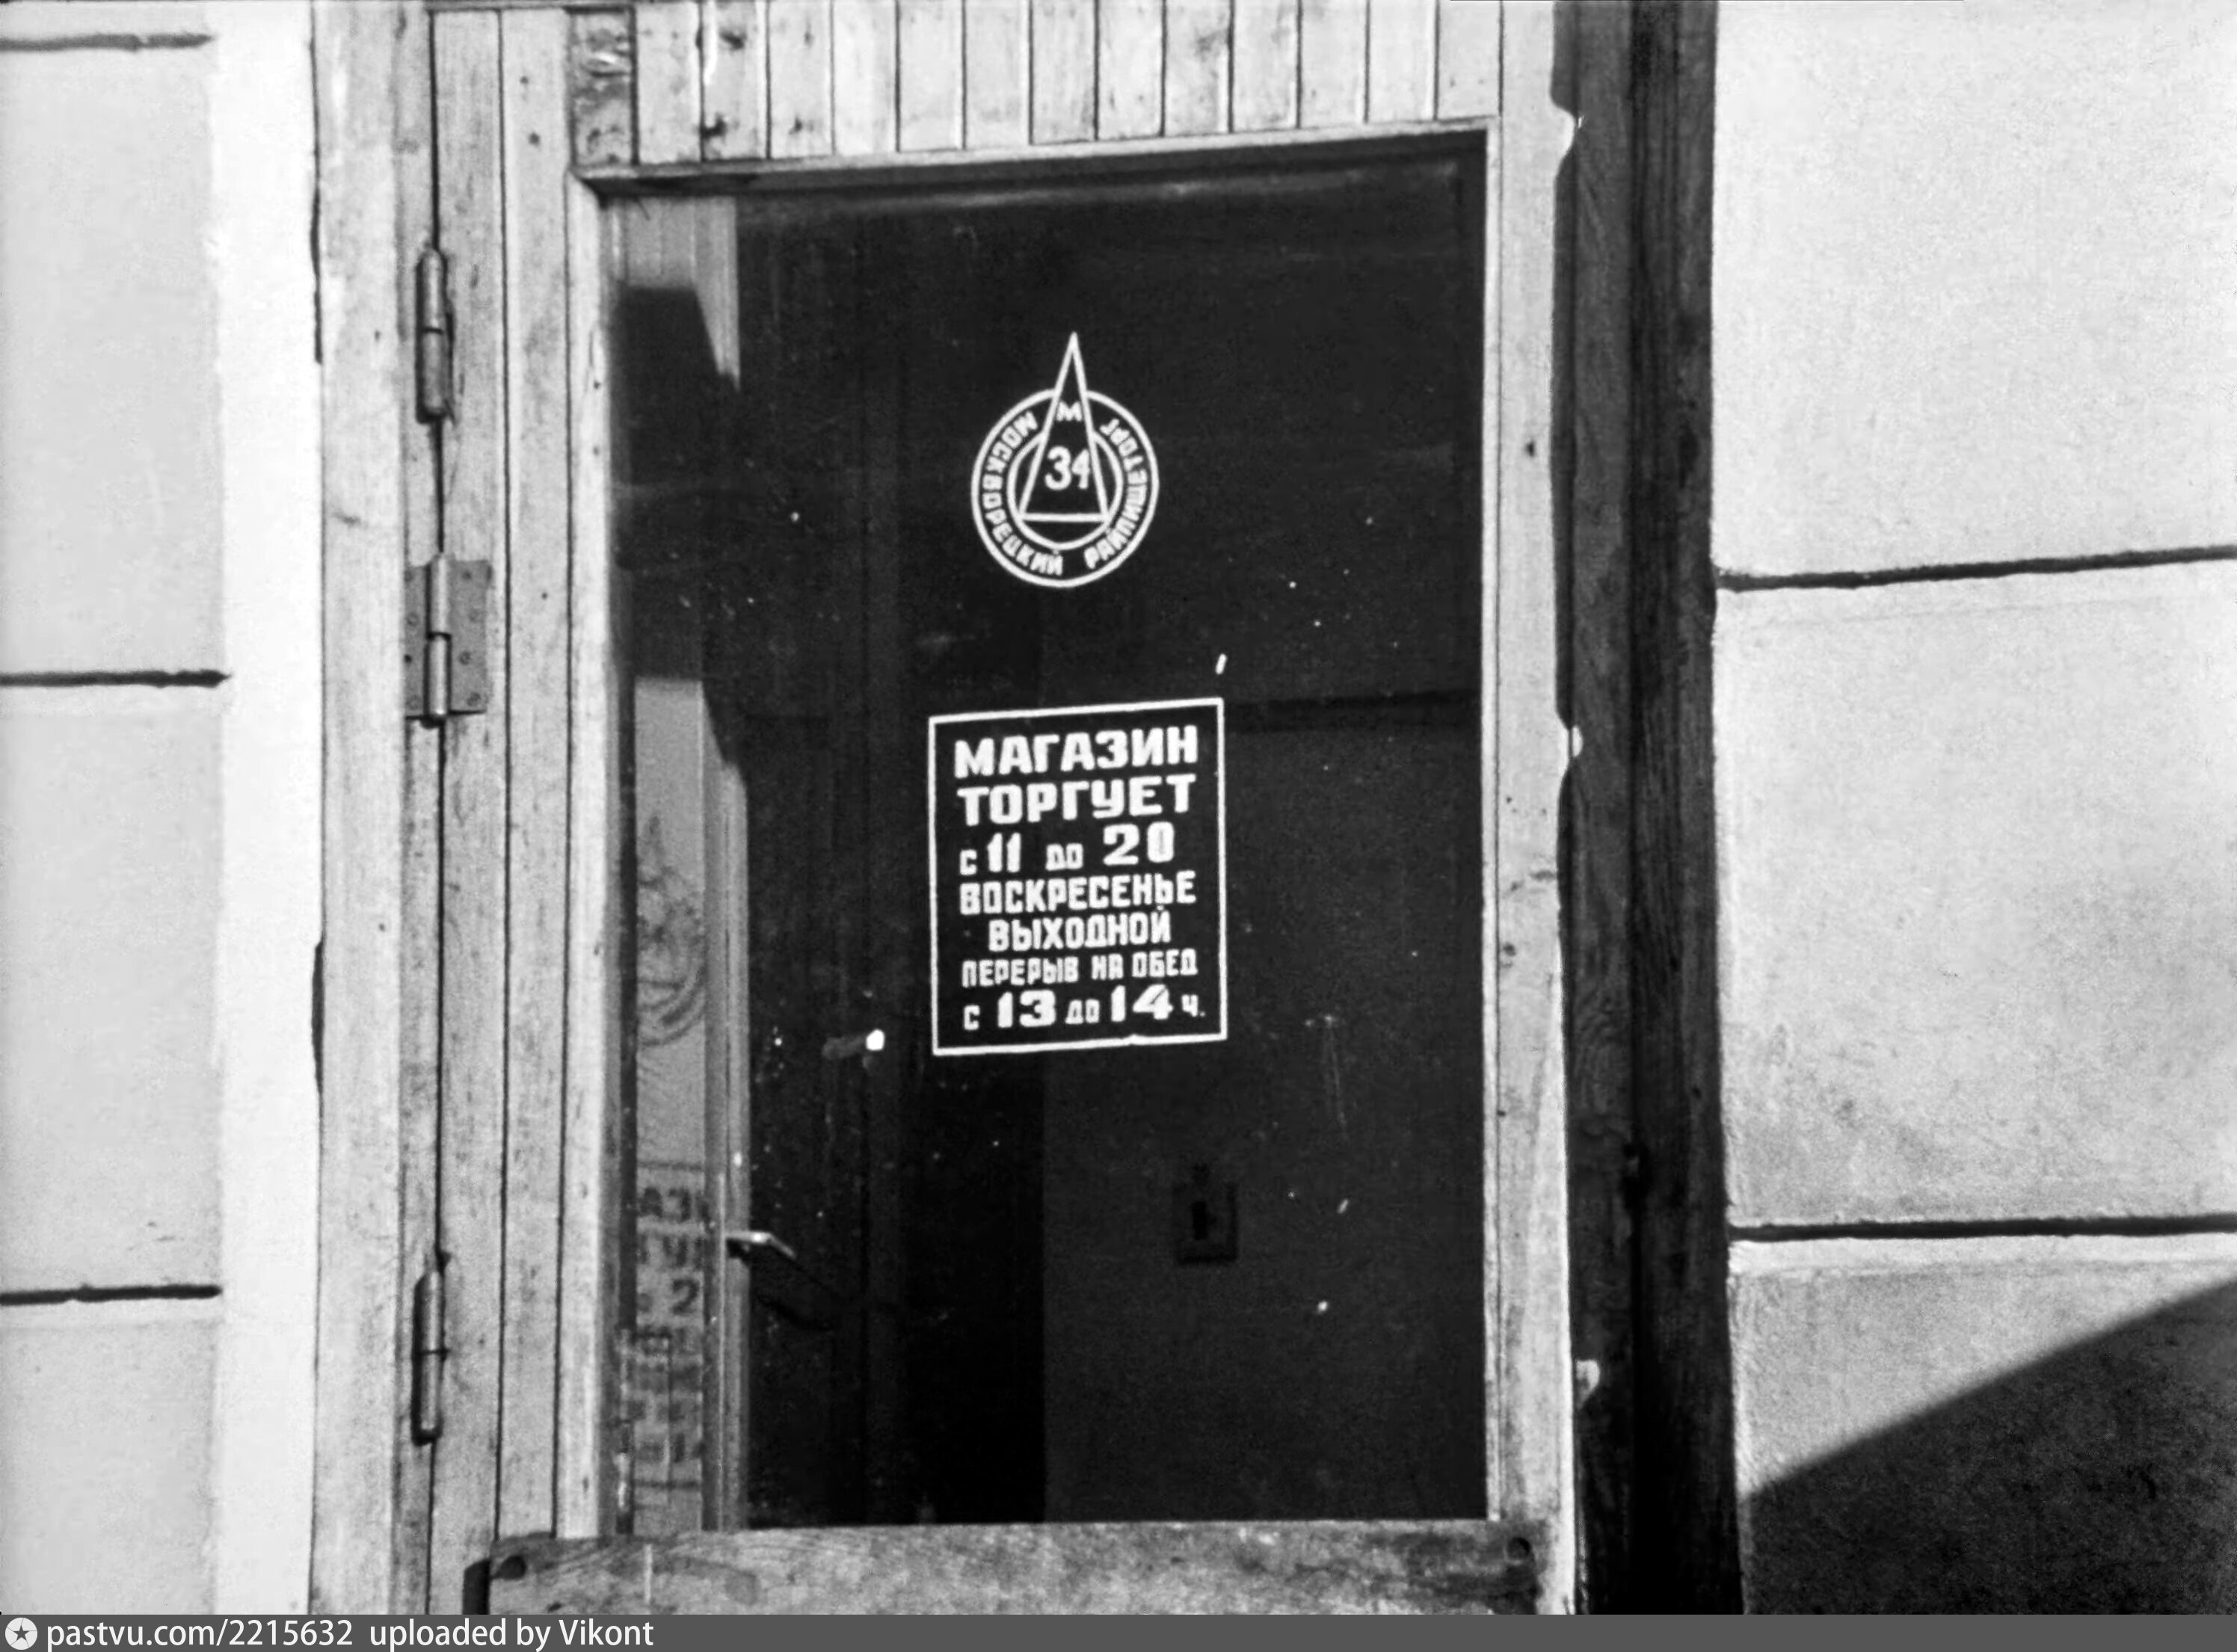 М
34
МОСКВОРЕЦКИЙ РАЙПИЩЕТОРГ
МАГАЗИН
ТОРГУЕТ
С 11 ДО 20
ВОСКРЕСЕНЬЕ
ВЫХОДНОЙ
ПЕРЕРЫВ НА ОБЕД
С 13 ДО 14 Ч.
pastvu.com/2215632 uploaded by Vikont